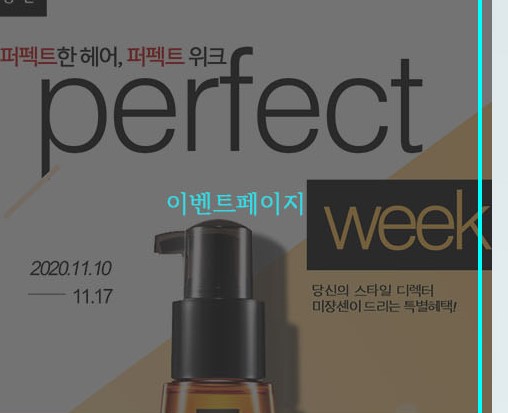 퍼펙트한 헤어, 퍼펙트 위크
perfect
이벤트페이지
week
2020.11.10
11.17
당신의 스타일 디렉터
미쟝센이 드리는 특별혜택!